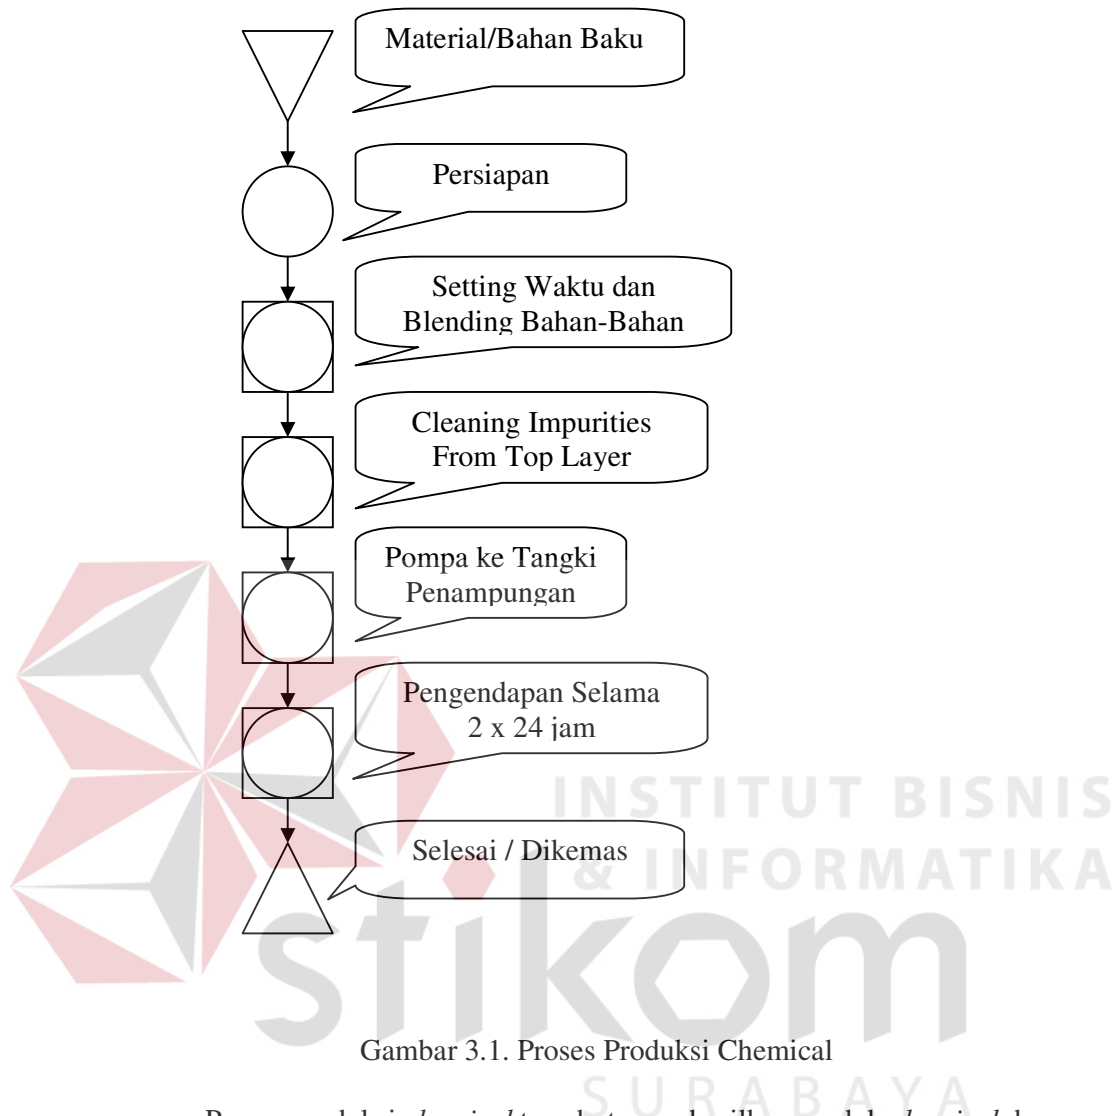 Material/Bahan Baku
Persiapan
Setting Waktu dan
Blending Bahan-Bahan
Cleaning Impurities
From Top Layer
Pompa ke Tangki
Penampungan
Pengendapan Selama
2 x 24 jam
INSTITUT BISNIS
Selesai / Dikemas
& INFORMATIKA
stikom
Gambar 3.1. Proses Produksi Chemical
SURABAYA